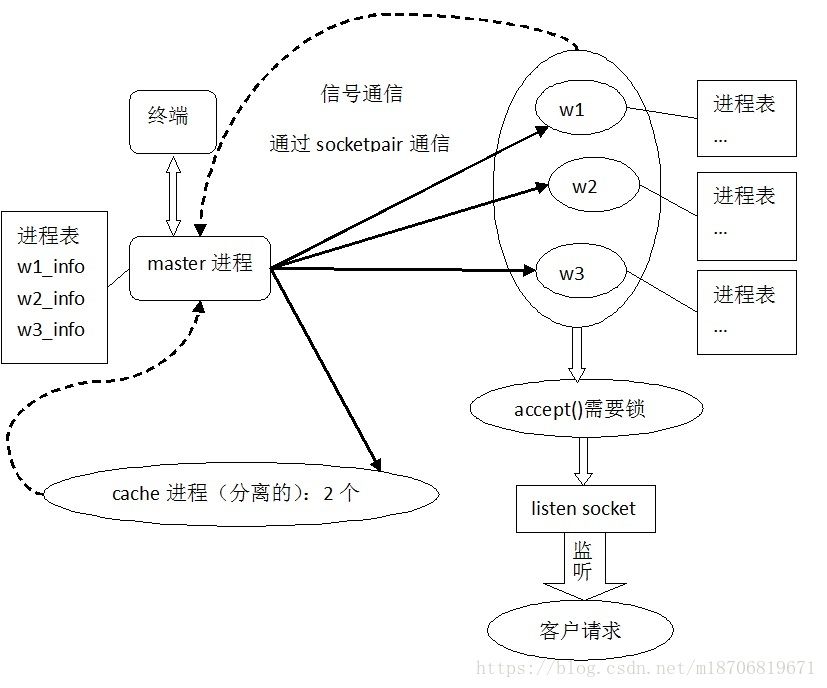 信号通信
通过 socketpair 通信
终端
master 进程
进程表
w1_info
w2_info
w3_info
w1
w2
w3
进程表
...
进程表
...
进程表
...
accept()需要锁
cache 进程（分离的）：2 个
listen socket
监
听
客户请求
https://blog.csdn.net/m18706819671